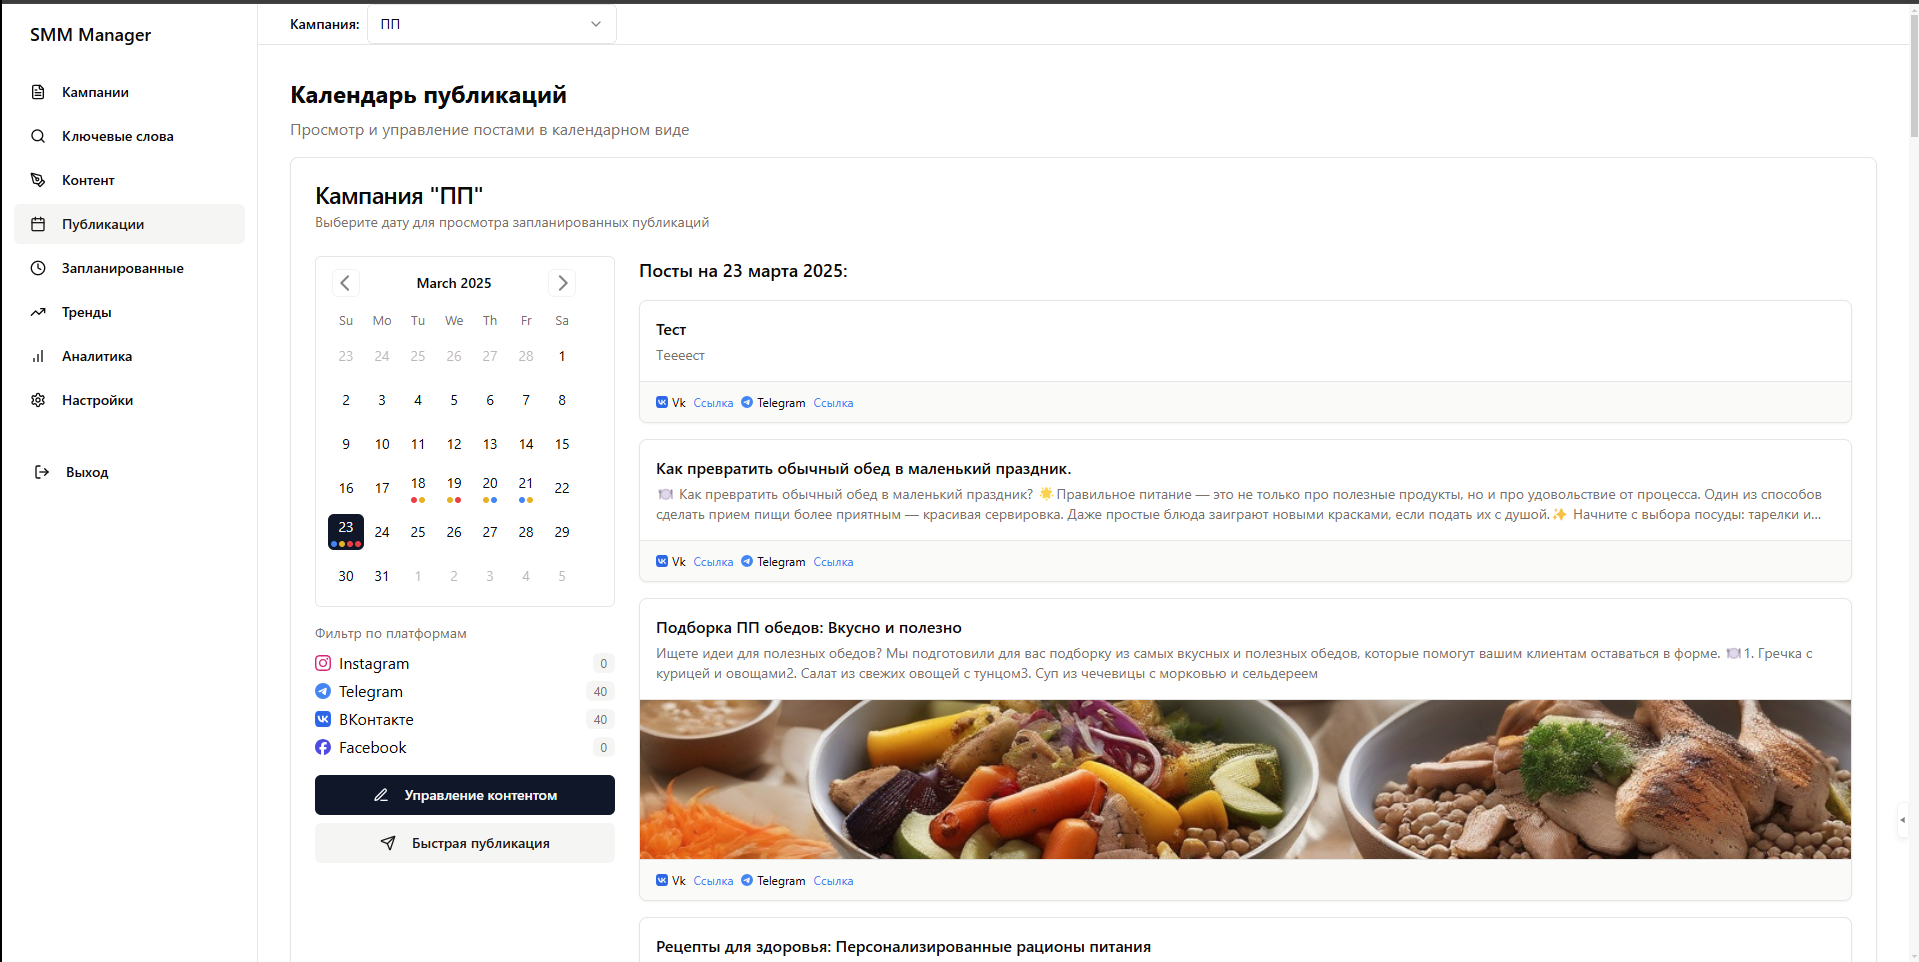 SMM Manager
Кампании
Ключевые слова
Контент
Публикации
Запланированные
Тренды
Аналитика
Настройки
Выход
Кампания: ПП
Календарь публикаций
Просмотр и управление постами в календарном виде
Кампания "ПП"
Выберите дату для просмотра запланированных публикаций
March 2025
Su Mo Tu We Th Fr Sa
23 24 25 26 27 28 1
2 3 4 5 6 7 8
9 10 11 12 13 14 15
16 17 18 19 20 21 22
23 24 25 26 27 28 29
30 31 1 2 3 4 5
Фильтр по платформам
Instagram 0
Telegram 40
ВКонтакте 40
Facebook 0
Управление контентом
Быстрая публикация
Посты на 23 марта 2025:
Тест
Теееест
Vk Ссылка Telegram Ссылка
Как превратить обычный обед в маленький праздник.
🍽️ Как превратить обычный обед в маленький праздник? 🌟Правильное питание — это не только про полезные продукты, но и про удовольствие от процесса. Один из способов
сделать прием пищи более приятным — красивая сервировка. Даже простые блюда заиграют новыми красками, если подать их с душой.✨ Начните с выбора посуды: тарелки и...
Vk Ссылка Telegram Ссылка
Подборка ПП обедов: Вкусно и полезно
Ищете идеи для полезных обедов? Мы подготовили для вас подборку из самых вкусных и полезных обедов, которые помогут вашим клиентам оставаться в форме. 🍽️1. Гречка с
курицей и овощами2. Салат из свежих овощей с тунцом3. Суп из чечевицы с морковью и сельдереем
Vk Ссылка Telegram Ссылка
Рецепты для здоровья: Персонализированные рационы питания